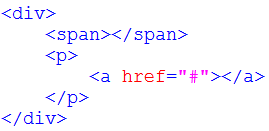 <div>
    <span></span>
    <p>
        <a href="#"></a>
    </p>
</div>